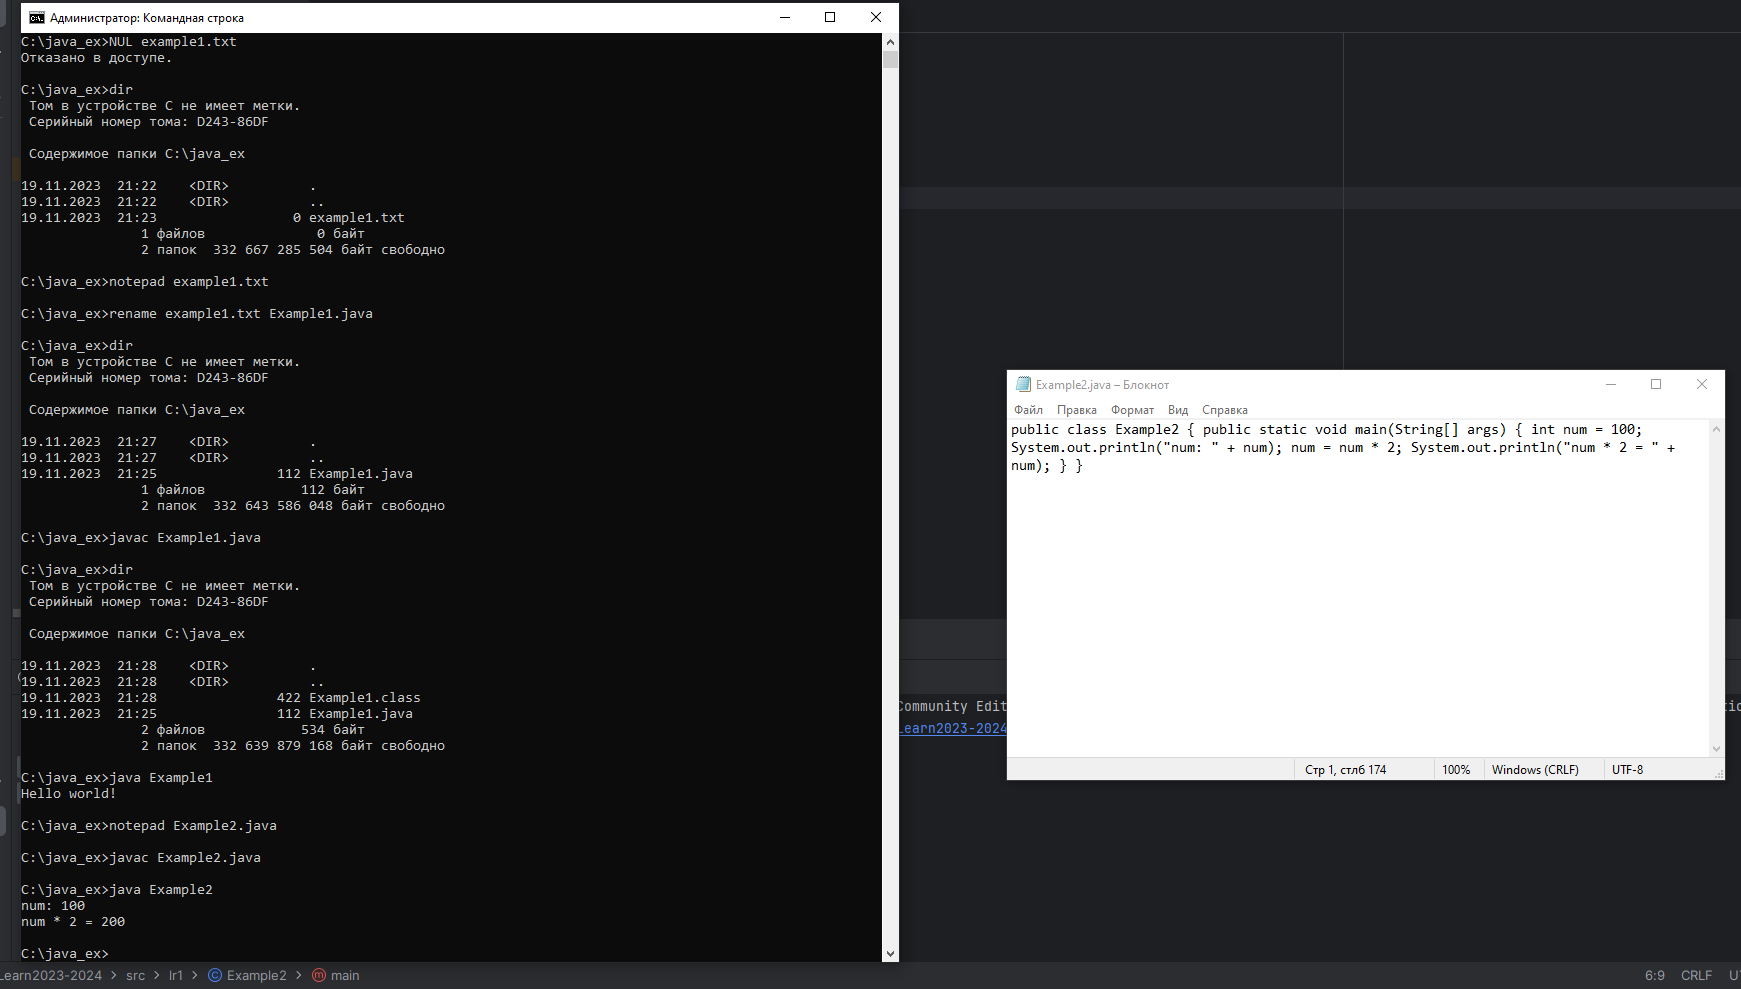 Администратор: Командная строка
C:\java_ex>NUL example1.txt
Отказано в доступе.
C:\java_ex>dir
Том в устройстве C не имеет метки.
Серийный номер тома: D243-86DF
Содержимое папки C:\java_ex
19.11.2023  21:22    <DIR>          .
19.11.2023  21:22    <DIR>          ..
19.11.2023  21:23                 0 example1.txt
1 файлов              0 байт
2 папок  332 667 285 504 байт свободно
C:\java_ex>notepad example1.txt
C:\java_ex>rename example1.txt Example1.java
C:\java_ex>dir
Том в устройстве C не имеет метки.
Серийный номер тома: D243-86DF
Содержимое папки C:\java_ex
19.11.2023  21:27    <DIR>          .
19.11.2023  21:27    <DIR>          ..
19.11.2023  21:25               112 Example1.java
1 файлов            112 байт
2 папок  332 643 586 048 байт свободно
C:\java_ex>javac Example1.java
C:\java_ex>dir
Том в устройстве C не имеет метки.
Серийный номер тома: D243-86DF
Содержимое папки C:\java_ex
19.11.2023  21:28    <DIR>          .
19.11.2023  21:28    <DIR>          ..
19.11.2023  21:28               422 Example1.class
19.11.2023  21:25               112 Example1.java
2 файлов            534 байт
2 папок  332 639 879 168 байт свободно
C:\java_ex>java Example1
Hello world!
C:\java_ex>notepad Example2.java
C:\java_ex>javac Example2.java
C:\java_ex>java Example2
num: 100
num * 2 = 200
C:\java_ex>
Example2.java – Блокнот
Файл Правка Формат Вид Справка
public class Example2 { public static void main(String[] args) { int num = 100;
System.out.println("num: " + num); num = num * 2; System.out.println("num * 2 = " +
num); } }
Стр 1, стлб 174 100% Windows (CRLF) UTF-8
Community Edit
Learn2023-2024
Learn2023-2024 > src > lr1 > Example2 > main
6:9 CRLF